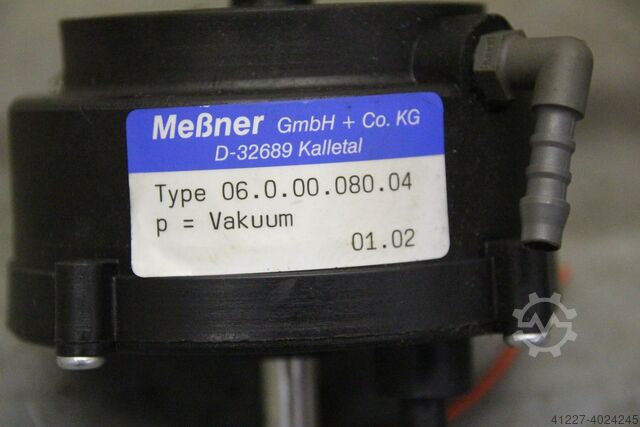 Meßner GmbH + Co. KG
D-32689 Kalletal
Type 06.0.00.080.04
p = Vakuum
01.02
41227-4024245